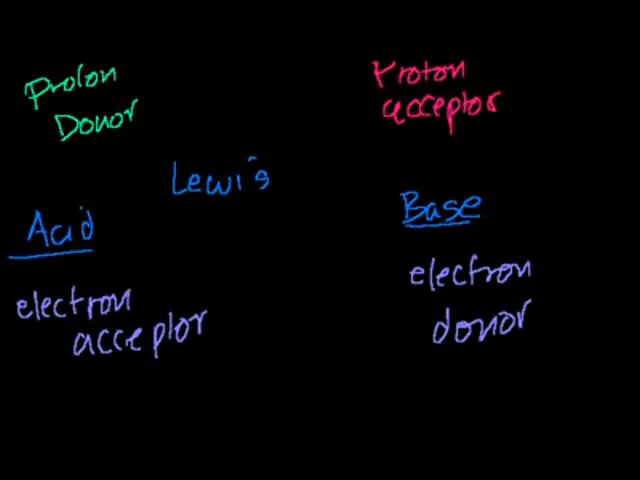 Proton
Donor
Proton
acceptor
Lewis
Acid
Base
electron
acceptor
electron
donor